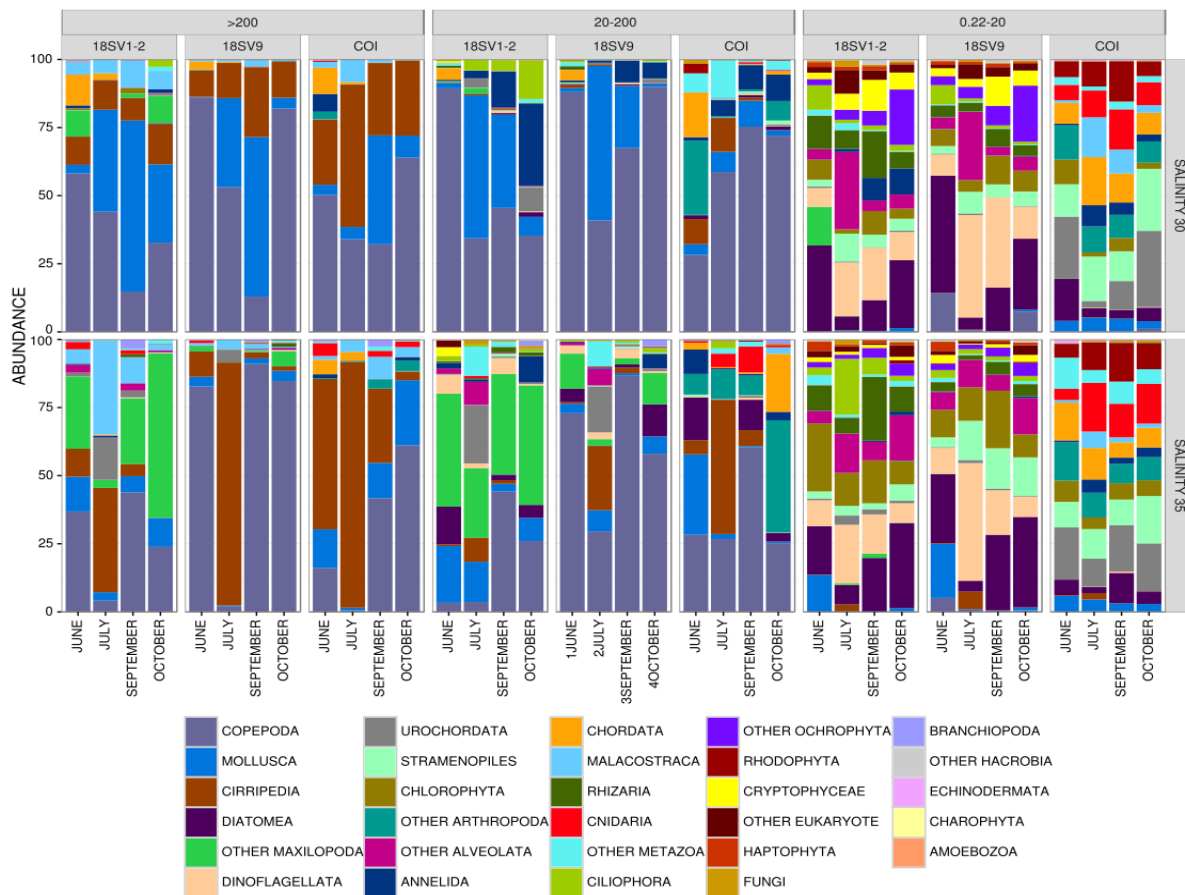 >200 20-200 0.22-20
18SV1-2 18SV9 COI 18SV1-2 18SV9 COI 18SV1-2 18SV9 COI
100
75
50
25
0
SALINITY 30
ABUNDANCE
100
75
50
25
0
SALINITY 35
JUNE JULY SEPTEMBER OCTOBER JUNE JULY SEPTEMBER OCTOBER JUNE JULY SEPTEMBER OCTOBER JUNE JULY SEPTEMBER OCTOBER 1JUNE 2JULY 3SEPTEMBER 4OCTOBER JUNE JULY SEPTEMBER OCTOBER JUNE JULY SEPTEMBER OCTOBER JUNE JULY SEPTEMBER OCTOBER JUNE JULY SEPTEMBER OCTOBER
COPEPODA UROCHORDATA CHORDATA OTHER OCHROPHYTA BRANCHIOPODA
MOLLUSCA STRAMENOPILES MALACOSTRACA RHODOPHYTA OTHER HACROBIA
CIRRIPEDIA CHLOROPHYTA RHIZARIA CRYPTOPHYCEAE ECHINODERMATA
DIATOMEA OTHER ARTHROPODA CNIDARIA OTHER EUKARYOTE CHAROPHYTA
OTHER MAXILOPODA OTHER ALVEOLATA OTHER METAZOA HAPTOPHYTA AMOEBOZOA
DINOFLAGELLATA ANNELIDA CILIOPHORA FUNGI